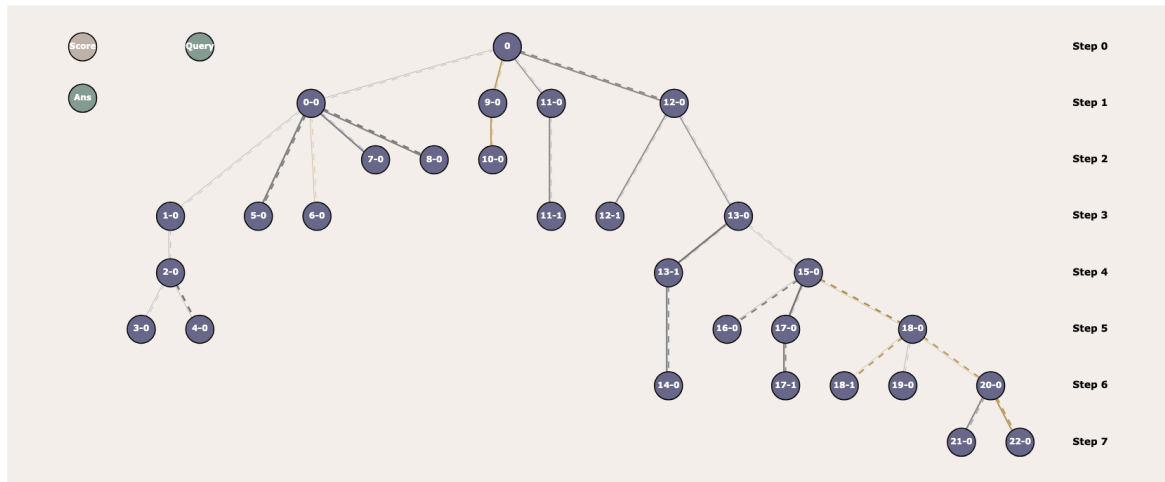 Score Query 0 Step 0
Ans
0-0 9-0 11-0 12-0 Step 1
7-0 8-0 10-0 Step 2
1-0 5-0 6-0 11-1 12-1 13-0 Step 3
2-0 13-1 15-0 Step 4
3-0 4-0 16-0 17-0 18-0 Step 5
14-0 17-1 18-1 19-0 20-0 Step 6
21-0 22-0 Step 7